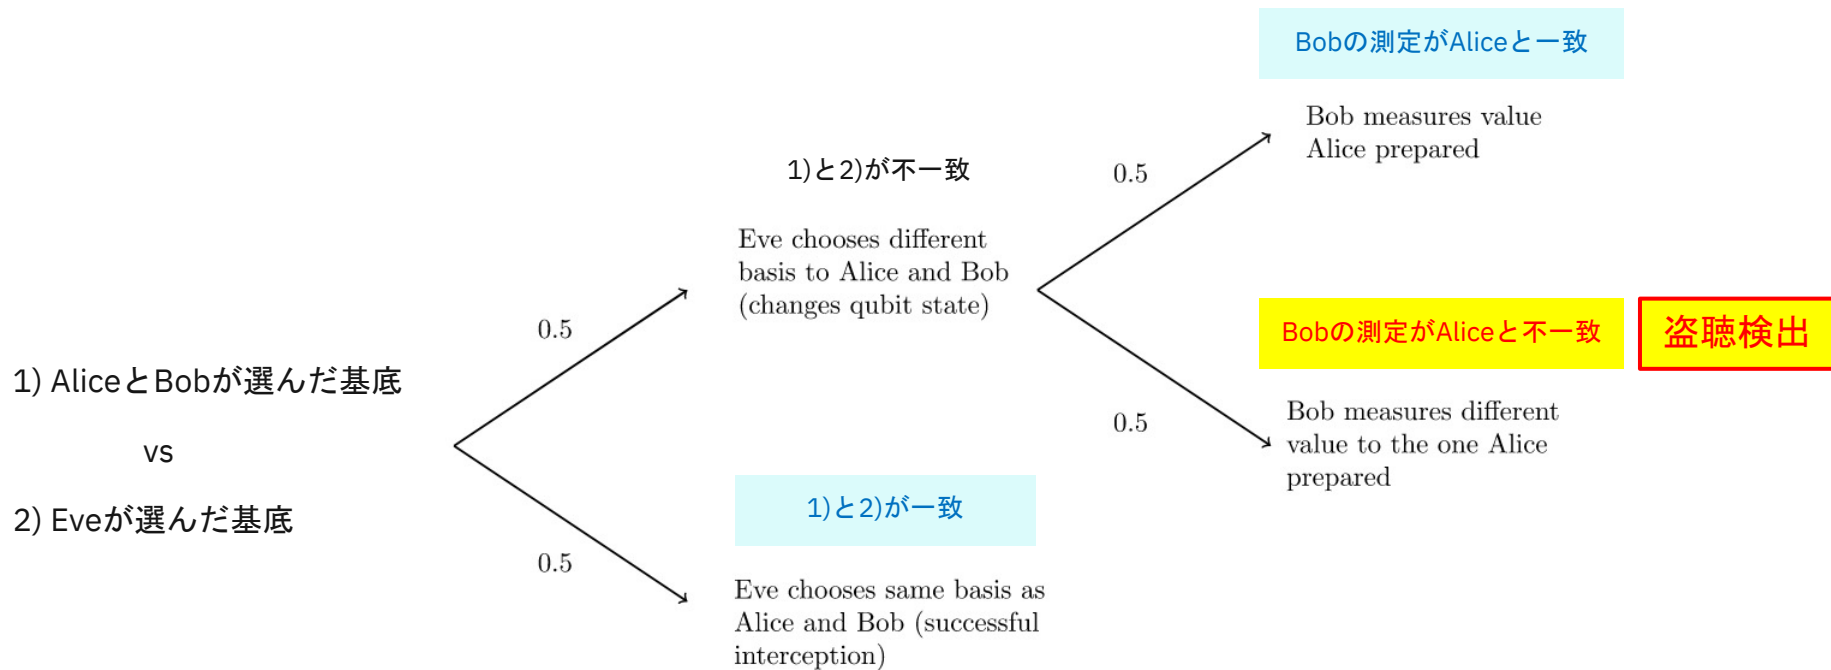 Bobの測定がAliceと一致
Bob measures value
Alice prepared
1)と2)が不一致
0.5
Eve chooses different
basis to Alice and Bob
(changes qubit state)
0.5
Bobの測定がAliceと不一致
盗聴検出
1) AliceとBobが選んだ基底
0.5
Bob measures different
value to the one Alice
prepared
vs
1)と2)が一致
2) Eveが選んだ基底
0.5
Eve chooses same basis as
Alice and Bob (successful
interception)